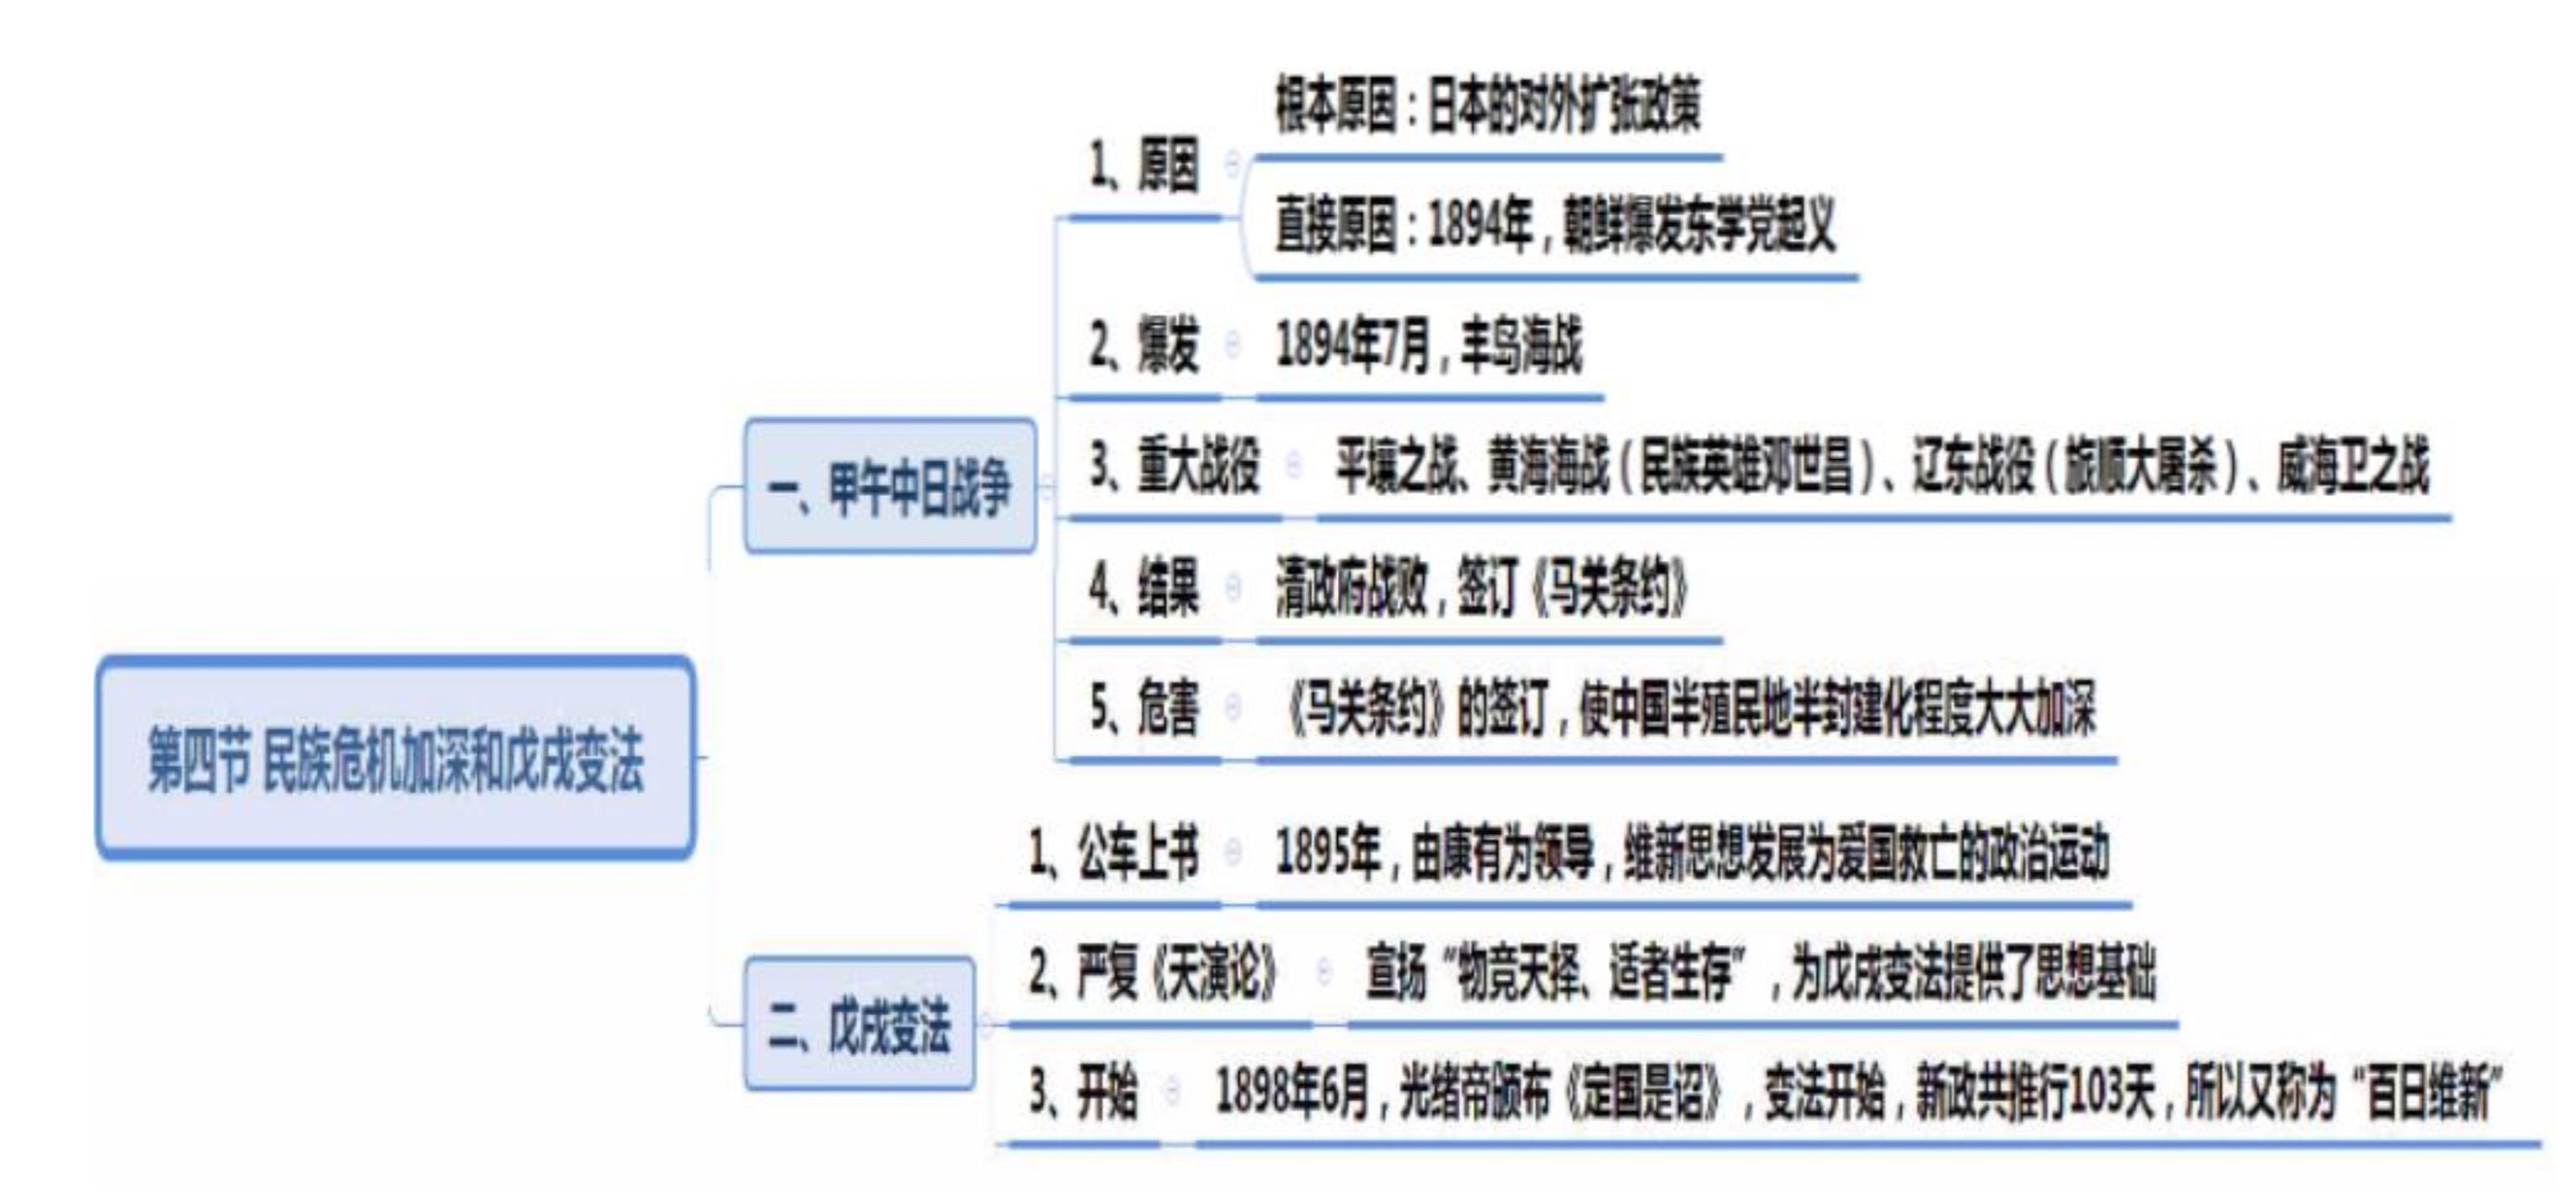 第四节 民族危机加深和戊戌变法
一、甲午中日战争
1、原因
根本原因：日本的对外扩张政策
直接原因：1894年，朝鲜爆发东学党起义
2、爆发
1894年7月，丰岛海战
3、重大战役
平壤之战、黄海海战（民族英雄邓世昌）、辽东战役（旅顺大屠杀）、威海卫之战
4、结果
清政府战败，签订《马关条约》
5、危害
《马关条约》的签订，使中国半殖民地半封建化程度大大加深
二、戊戌变法
1、公车上书
1895年，由康有为领导，维新思想发展为爱国救亡的政治运动
2、严复《天演论》
宣扬“物竞天择、适者生存”，为戊戌变法提供了思想基础
3、开始
1898年6月，光绪帝颁布《定国是诏》，变法开始，新政共推行103天，所以又称为“百日维新”